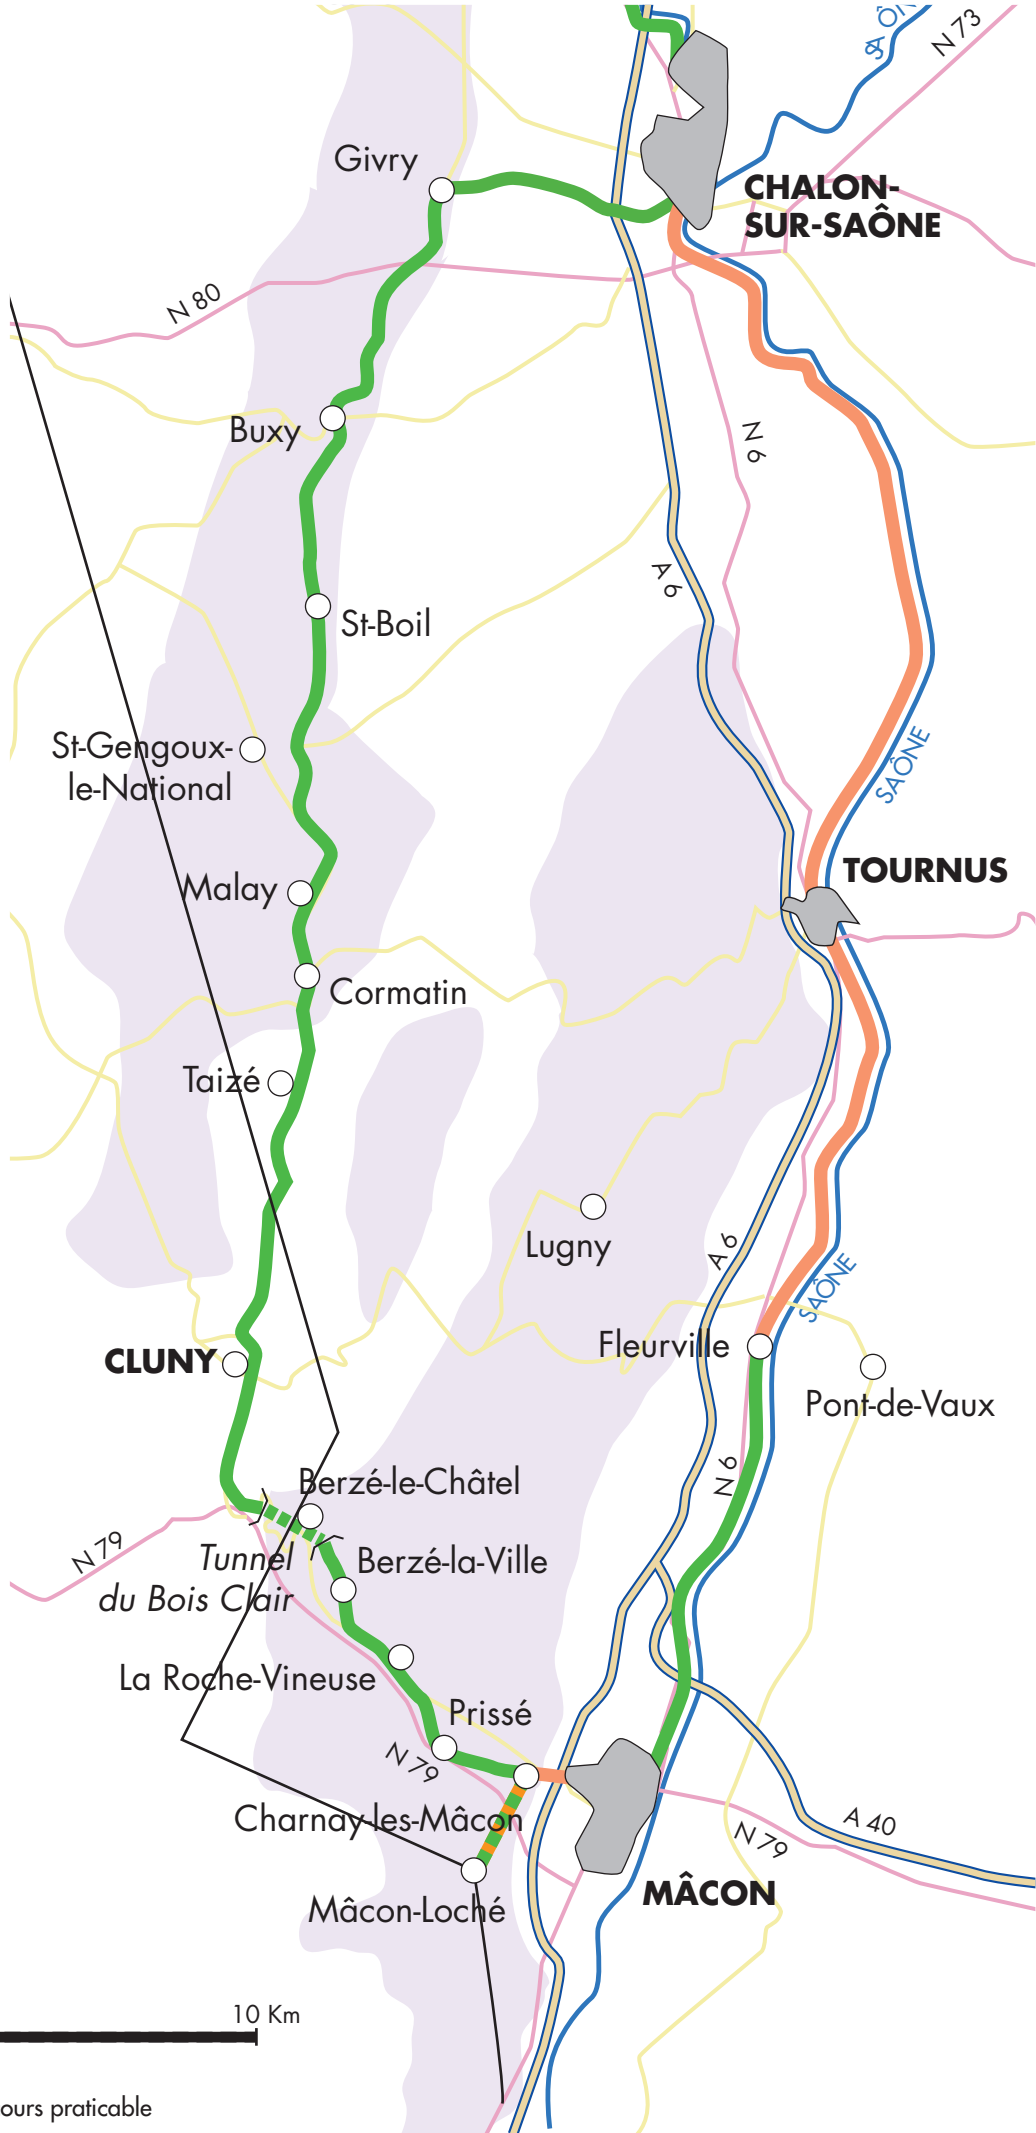 SAÔN
N 73
Givry
CHALON-
SUR-SAÔNE
N 80
Buxy
N 6
A 6
St-Boil
St-Gengoux-
le-National
SAÔNE
TOURNUS
Malay
Cormatin
Taizé
Lugny
A 6
SAÔNE
Fleurville
CLUNY
Pont-de-Vaux
Berzé-le-Châtel
N 6
N 79
Tunnel
du Bois Clair
Berzé-la-Ville
La Roche-Vineuse
Prissé
N 79
Charnay-les-Mâcon
A 40
N 79
MÂCON
Mâcon-Loché
10 Km
ours praticable